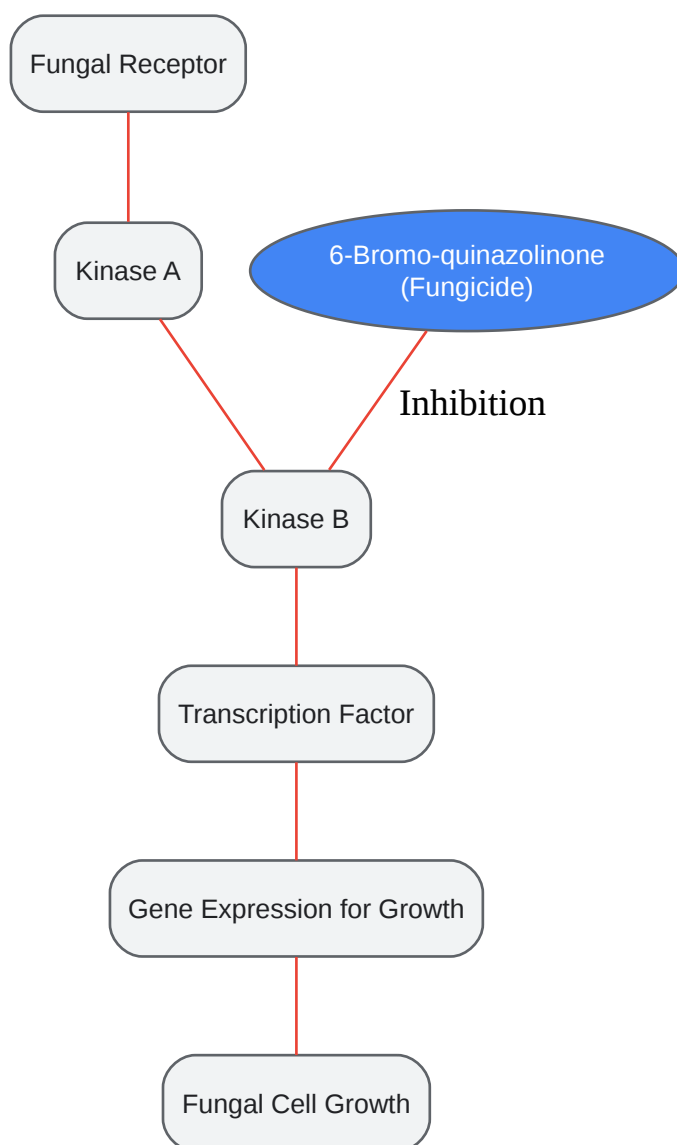 Fungal Receptor
Kinase A
6-Bromo-quinazolinone
(Fungicide)
Inhibition
Kinase B
Transcription Factor
Gene Expression for Growth
Fungal Cell Growth